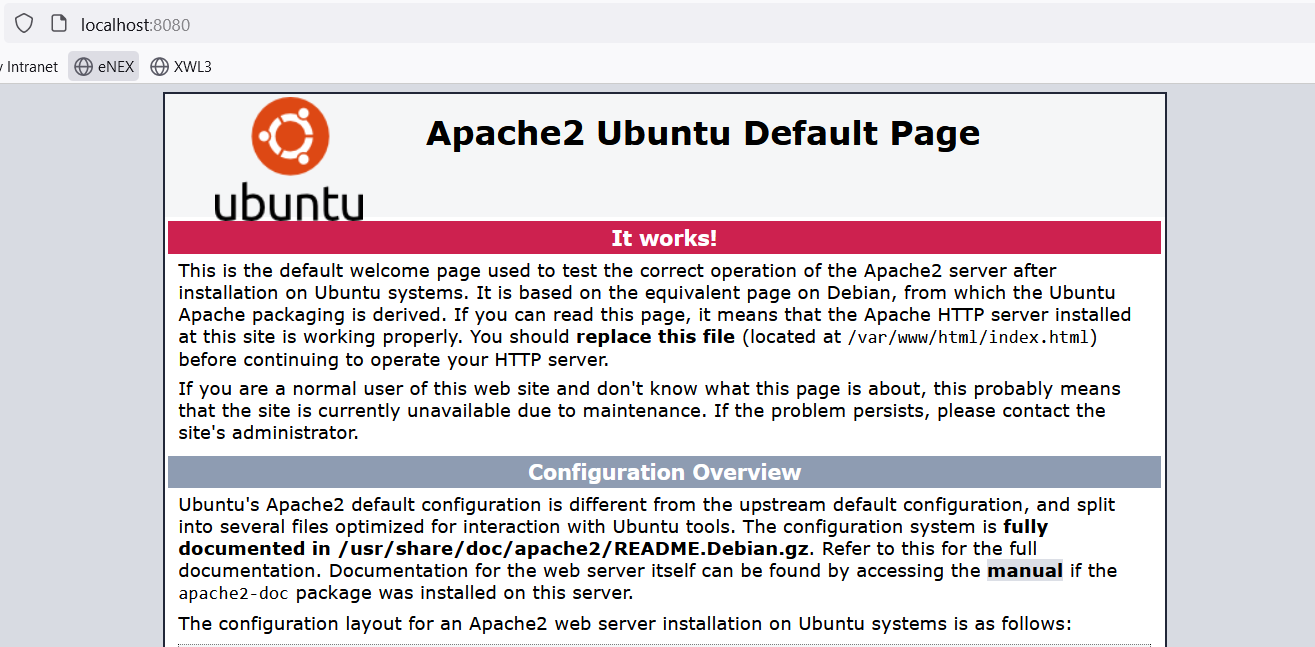 localhost:8080
Intranet eNEX XWL3
Apache2 Ubuntu Default Page
ubuntu
It works!
This is the default welcome page used to test the correct operation of the Apache2 server after
installation on Ubuntu systems. It is based on the equivalent page on Debian, from which the Ubuntu
Apache packaging is derived. If you can read this page, it means that the Apache HTTP server installed
at this site is working properly. You should replace this file (located at /var/www/html/index.html)
before continuing to operate your HTTP server.
If you are a normal user of this web site and don't know what this page is about, this probably means
that the site is currently unavailable due to maintenance. If the problem persists, please contact the
site's administrator.
Configuration Overview
Ubuntu's Apache2 default configuration is different from the upstream default configuration, and split
into several files optimized for interaction with Ubuntu tools. The configuration system is fully
documented in /usr/share/doc/apache2/README.Debian.gz. Refer to this for the full
documentation. Documentation for the web server itself can be found by accessing the manual if the
apache2-doc package was installed on this server.
The configuration layout for an Apache2 web server installation on Ubuntu systems is as follows: